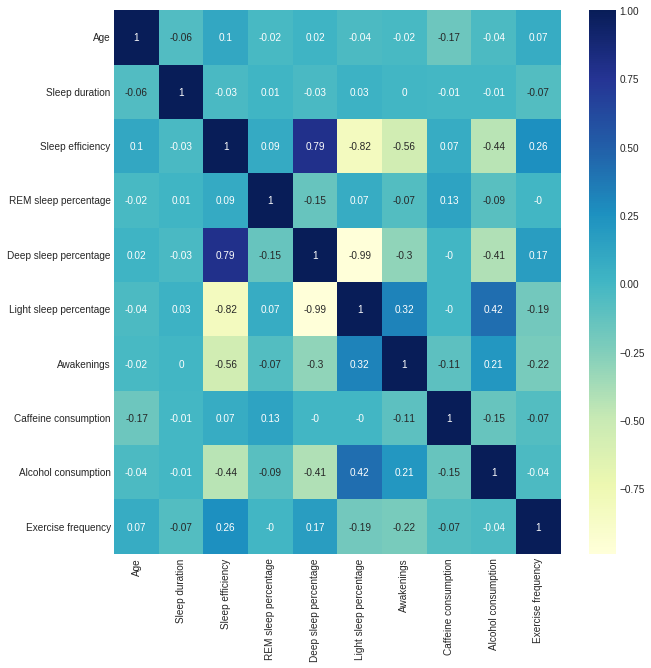 Age 1 -0.06 0.1 -0.02 0.02 -0.04 -0.02 -0.17 -0.04 0.07
Sleep duration -0.06 1 -0.03 0.01 -0.03 0.03 0 -0.01 -0.01 -0.07
Sleep efficiency 0.1 -0.03 1 0.09 0.79 -0.82 -0.56 0.07 -0.44 0.26
REM sleep percentage -0.02 0.01 0.09 1 -0.15 0.07 -0.07 0.13 -0.09 -0
Deep sleep percentage 0.02 -0.03 0.79 -0.15 1 -0.99 -0.3 -0 -0.41 0.17
Light sleep percentage -0.04 0.03 -0.82 0.07 -0.99 1 0.32 -0 0.42 -0.19
Awakenings -0.02 0 -0.56 -0.07 -0.3 0.32 1 -0.11 0.21 -0.22
Caffeine consumption -0.17 -0.01 0.07 0.13 -0 -0 -0.11 1 -0.15 -0.07
Alcohol consumption -0.04 -0.01 -0.44 -0.09 -0.41 0.42 0.21 -0.15 1 -0.04
Exercise frequency 0.07 -0.07 0.26 -0 0.17 -0.19 -0.22 -0.07 -0.04 1
Age
Sleep duration
Sleep efficiency
REM sleep percentage
Deep sleep percentage
Light sleep percentage
Awakenings
Caffeine consumption
Alcohol consumption
Exercise frequency
1.00
0.75
0.50
0.25
0.00
−0.25
−0.50
−0.75